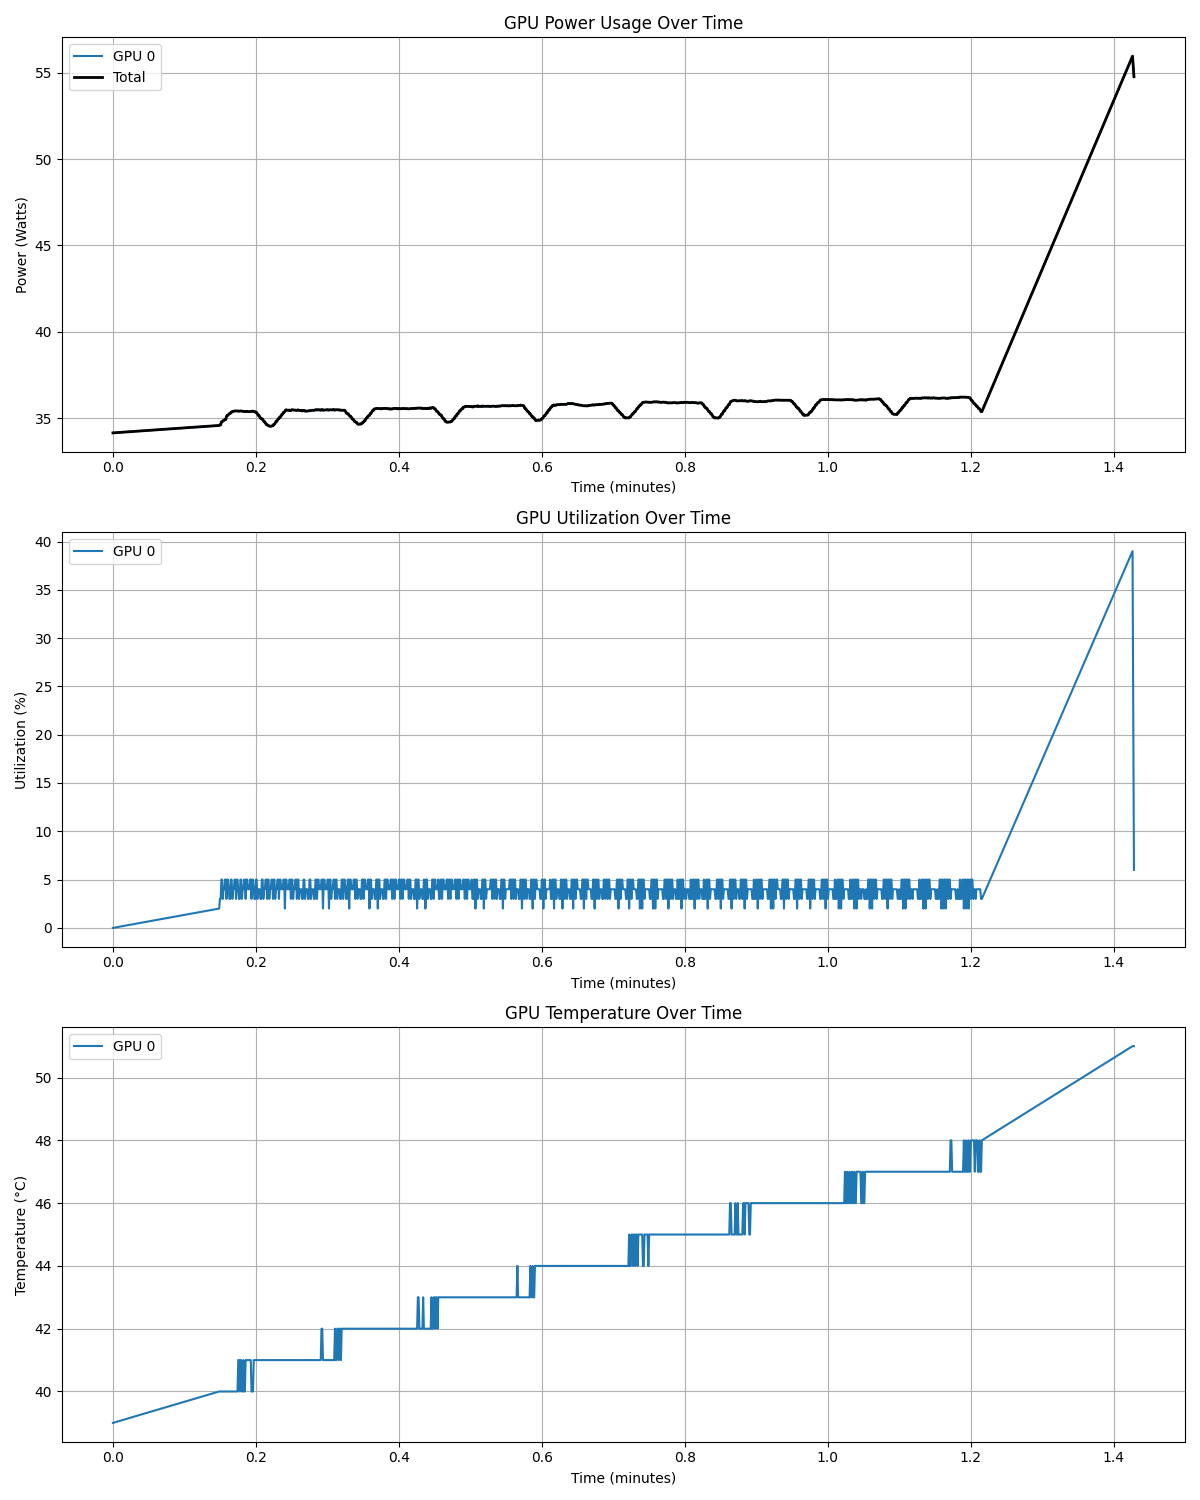 GPU Power Usage Over Time
GPU 0
Total
55
50
45
40
35
Power (Watts)
0.0 0.2 0.4 0.6 0.8 1.0 1.2 1.4
Time (minutes)
GPU Utilization Over Time
GPU 0
40
35
30
25
20
15
10
5
0
Utilization (%)
0.0 0.2 0.4 0.6 0.8 1.0 1.2 1.4
Time (minutes)
GPU Temperature Over Time
GPU 0
50
48
46
44
42
40
Temperature (°C)
0.0 0.2 0.4 0.6 0.8 1.0 1.2 1.4
Time (minutes)